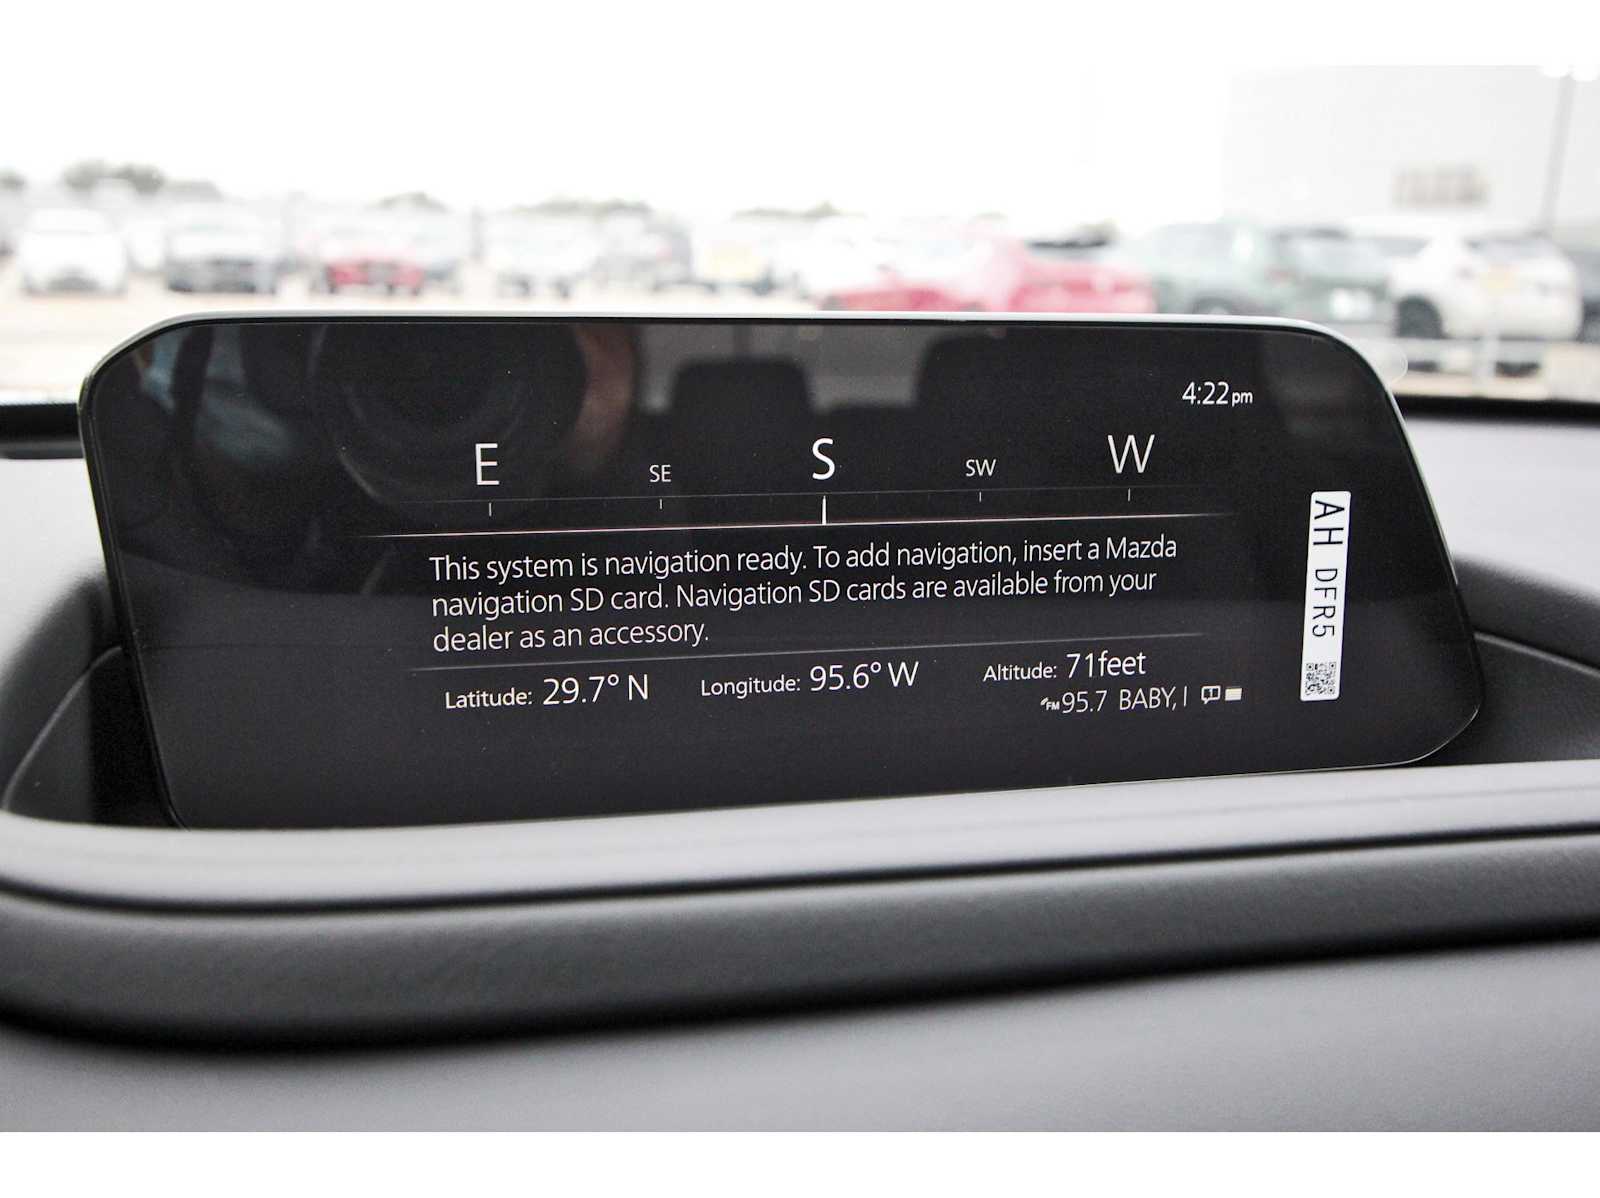 4:22 pm
E SE S SW W
This system is navigation ready. To add navigation, insert a Mazda
navigation SD card. Navigation SD cards are available from your
dealer as an accessory.
Latitude: 29.7° N Longitude: 95.6° W Altitude: 71feet
FM 95.7 BABY, I
AH DFR5